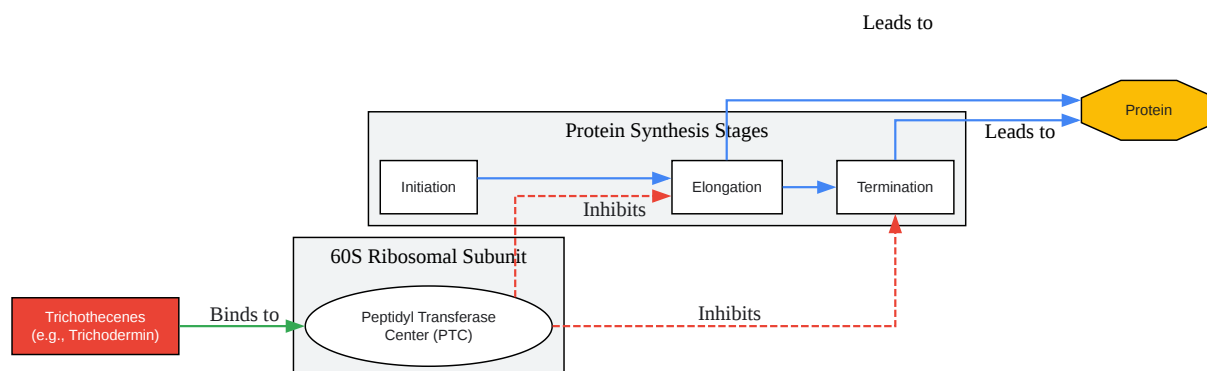 Leads to
Protein
Protein Synthesis Stages
Leads to
Initiation
Elongation
Termination
Inhibits
60S Ribosomal Subunit
Trichothecenes
(e.g., Trichodermin)
Binds to
Peptidyl Transferase
Center (PTC)
Inhibits